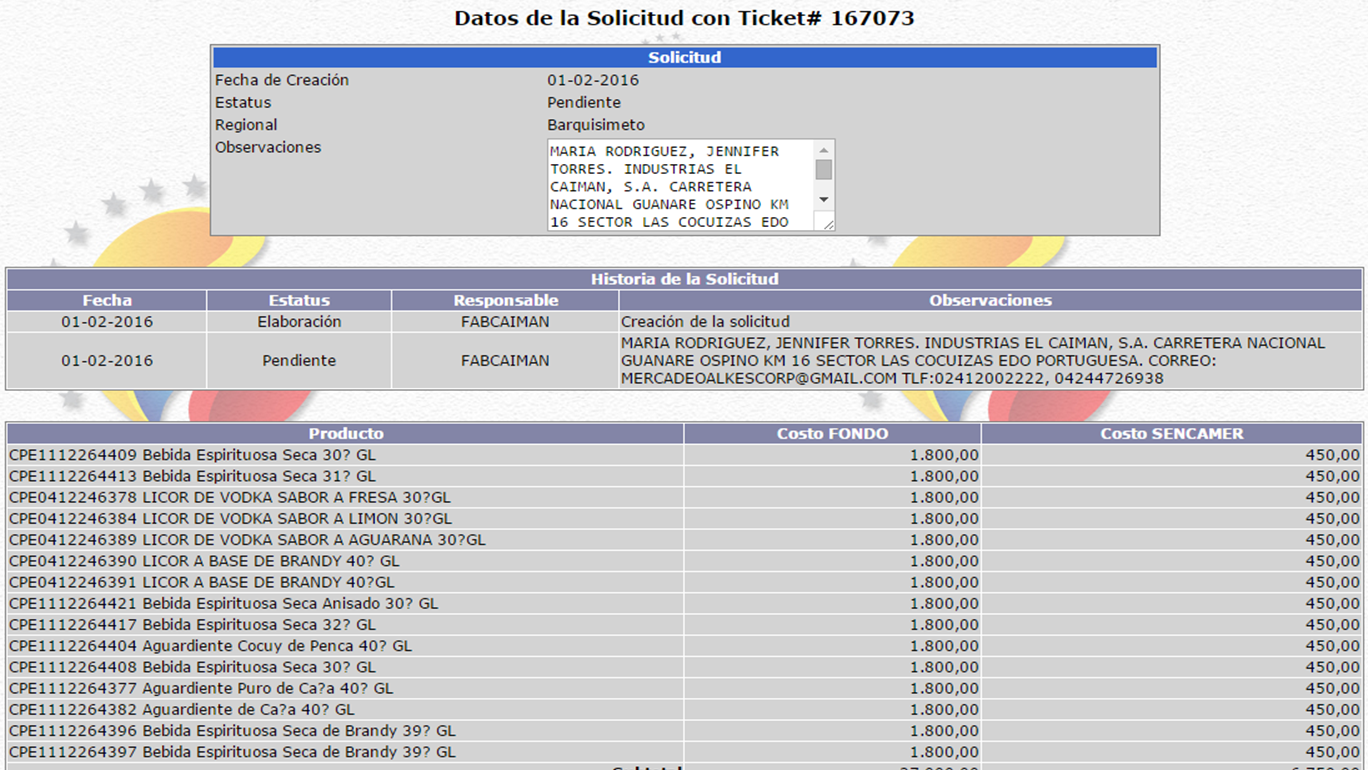 Datos de la Solicitud con Ticket# 167073
Solicitud
Fecha de Creación 01-02-2016
Estatus Pendiente
Regional Barquisimeto
Observaciones
MARIA RODRIGUEZ, JENNIFER
TORRES. INDUSTRIAS EL
CAIMAN, S.A. CARRETERA
NACIONAL GUANARE OSPINO KM
16 SECTOR LAS COCUIZAS EDO
Historia de la Solicitud
Fecha Estatus Responsable Observaciones
01-02-2016 Elaboración FABCAIMAN Creación de la solicitud
01-02-2016 Pendiente FABCAIMAN
MARIA RODRIGUEZ, JENNIFER TORRES. INDUSTRIAS EL CAIMAN, S.A. CARRETERA NACIONAL
GUANARE OSPINO KM 16 SECTOR LAS COCUIZAS EDO PORTUGUESA. CORREO:
MERCADEOALKESCORP@GMAIL.COM TLF:02412002222, 04244726938
Producto Costo FONDO Costo SENCAMER
CPE1112264409 Bebida Espirituosa Seca 30? GL 1.800,00 450,00
CPE1112264413 Bebida Espirituosa Seca 31? GL 1.800,00 450,00
CPE0412246378 LICOR DE VODKA SABOR A FRESA 30?GL 1.800,00 450,00
CPE0412246384 LICOR DE VODKA SABOR A LIMON 30?GL 1.800,00 450,00
CPE0412246389 LICOR DE VODKA SABOR A AGUARANA 30?GL 1.800,00 450,00
CPE0412246390 LICOR A BASE DE BRANDY 40? GL 1.800,00 450,00
CPE0412246391 LICOR A BASE DE BRANDY 40?GL 1.800,00 450,00
CPE1112264421 Bebida Espirituosa Seca Anisado 30? GL 1.800,00 450,00
CPE1112264417 Bebida Espirituosa Seca 32? GL 1.800,00 450,00
CPE1112264404 Aguardiente Cocuy de Penca 40? GL 1.800,00 450,00
CPE1112264408 Bebida Espirituosa Seca 30? GL 1.800,00 450,00
CPE1112264377 Aguardiente Puro de Ca?a 40? GL 1.800,00 450,00
CPE1112264382 Aguardiente de Ca?a 40? GL 1.800,00 450,00
CPE1112264396 Bebida Espirituosa Seca de Brandy 39? GL 1.800,00 450,00
CPE1112264397 Bebida Espirituosa Seca de Brandy 39? GL 1.800,00 450,00